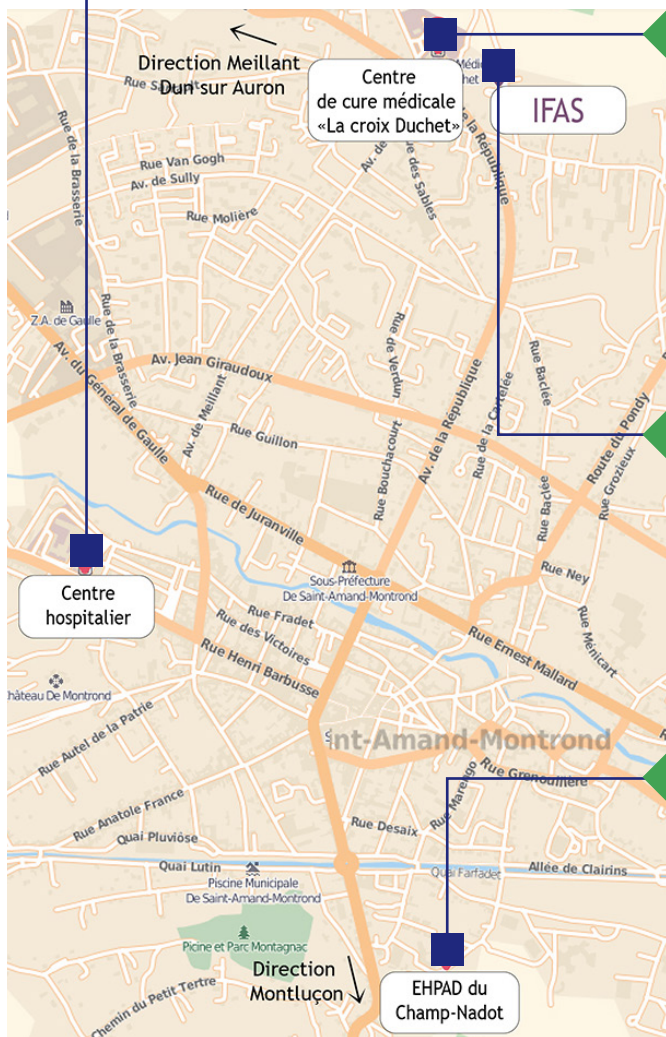 Direction Meillant
Dun sur Auron
Centre
de cure médicale
«La croix Duchet»
IFAS
Rue de la Brasserie
Rue Van Gogh
Av. de Sully
Rue Molière
Rue des Sables
de la République
Z.A. de Gaulle
Rue de la Brasserie
Av. du Général de Gaulle
Av. Jean Giraudoux
Av. de Meillant
Rue Guillon
Rue de Verdun
Rue Bouchacourt
Av. de la République
Rue de la Cartelée
Rue Baclée
Route du Pondy
Rue Grozieux
Rue Baclée
Rue de Juranville
Sous-Préfecture
De Saint-Amand-Montrond
Rue Ney
Rue Ménicart
Centre
hospitalier
Rue Fradet
Rue des Victoires
Rue Henri Barbusse
Rue Ernest Mallard
hâteau De Montrond
Rue Autel de la Patrie
nt-Amand-Montrond
Rue Grenouillère
Rue Marengo
Rue Anatole France
Rue Desaix
Quai Pluviôse
Quai Lutin
Quai Farfadet
Allée de Clairins
Piscine Municipale
De Saint-Amand-Montrond
Picine et Parc Montagnac
Direction
Montluçon
EHPAD du
Champ-Nadot
Chemin du Petit Tertre